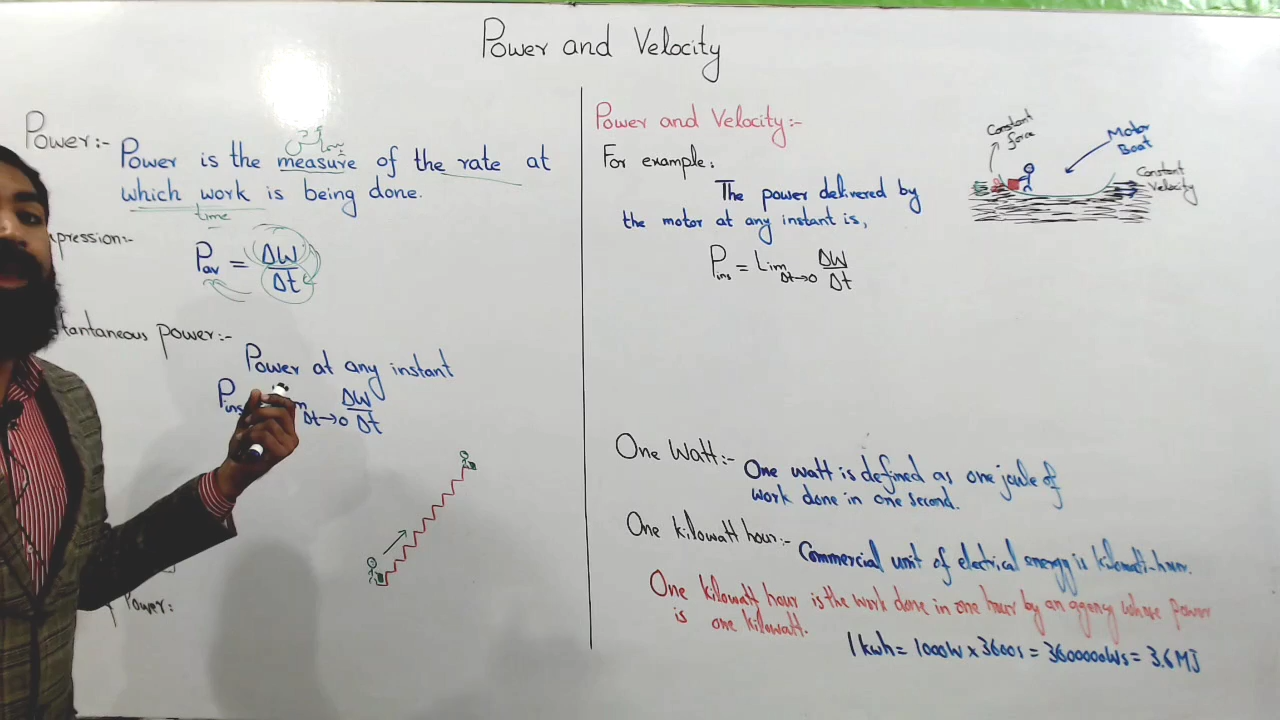 Power and Velocity
Power:-
پیمائش
Power is the measure of the rate at
which work is being done.
time
pression:-
Pav = ΔW/Δt
tantaneous Power:-
Power at any instant
Pins Δt→0 ΔW/Δt
Power:
Power and Velocity:-
For example:
The power delivered by
the motor at any instant is,
Pins = Lim Δt→0 ΔW/Δt
Constant
force
Motor
Boat
Constant
Velocity
One Watt:- One watt is defined as one joule of
work done in one second.
One kilowatt hour:- Commercial unit of electrical energy is kilowatt-hour.
One kilowatt hour is the work done in one hour by an agency whose power
is one kilowatt.
1kwh = 1000W x 3600s = 3600000Ws = 3.6MJ